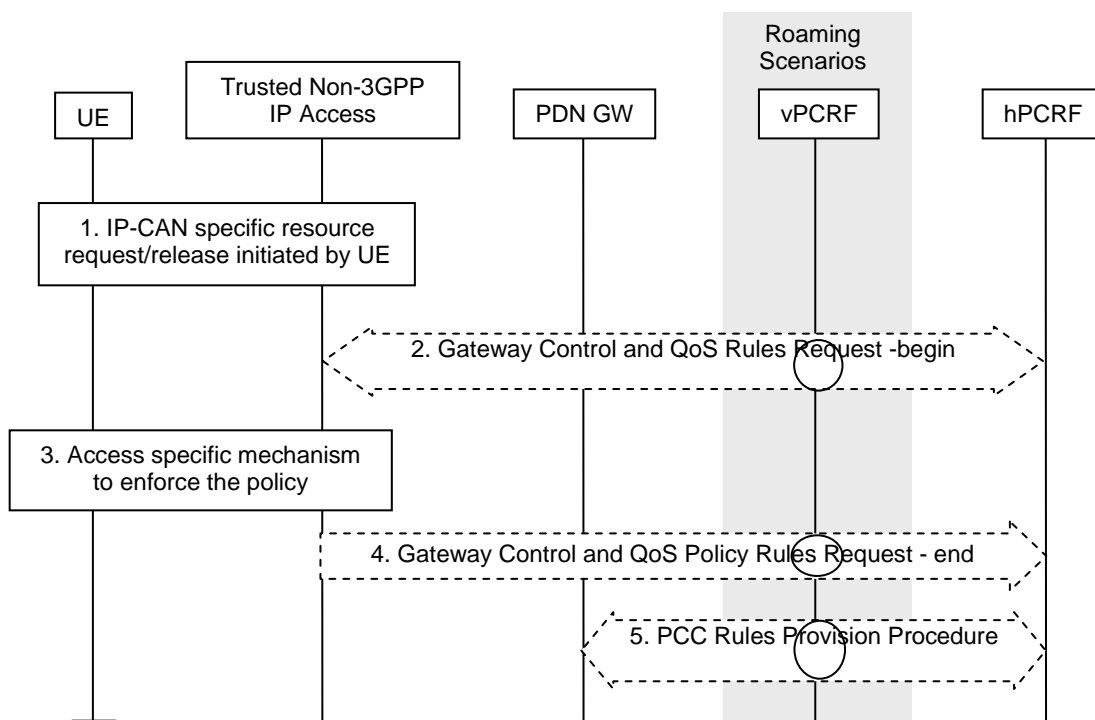 Roaming
Scenarios
UE
Trusted Non-3GPP
IP Access
PDN GW
vPCRF
hPCRF
1. IP-CAN specific resource
request/release initiated by UE
2. Gateway Control and QoS Rules Request -begin
3. Access specific mechanism
to enforce the policy
4. Gateway Control and QoS Policy Rules Request - end
5. PCC Rules Provision Procedure